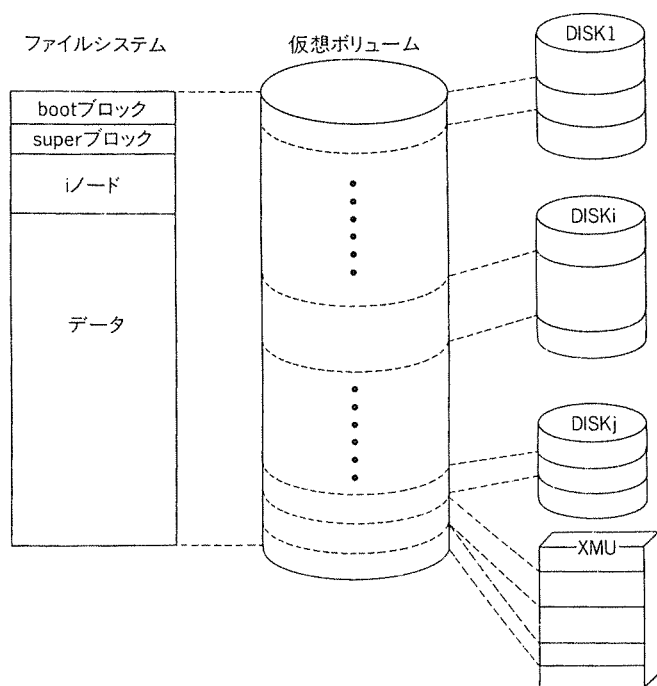 ファイルシステム
仮想ボリューム
bootブロック
superブロック
iノード
データ
DISK1
DISKi
DISKj
XMU